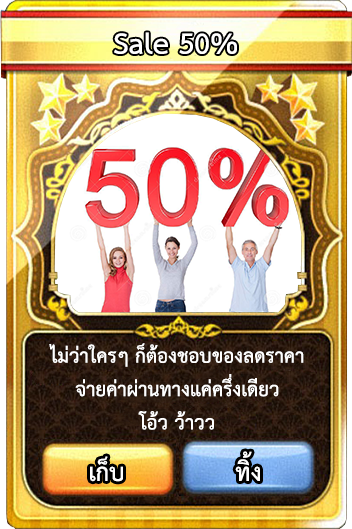 Sale 50%
50%
ไม่ว่าใครๆ ก็ต้องชอบของลดราคา
จ่ายค่าผ่านทางแค่ครึ่งเดียว
โอ้ว ว้าวว
เก็บ
ทิ้ง